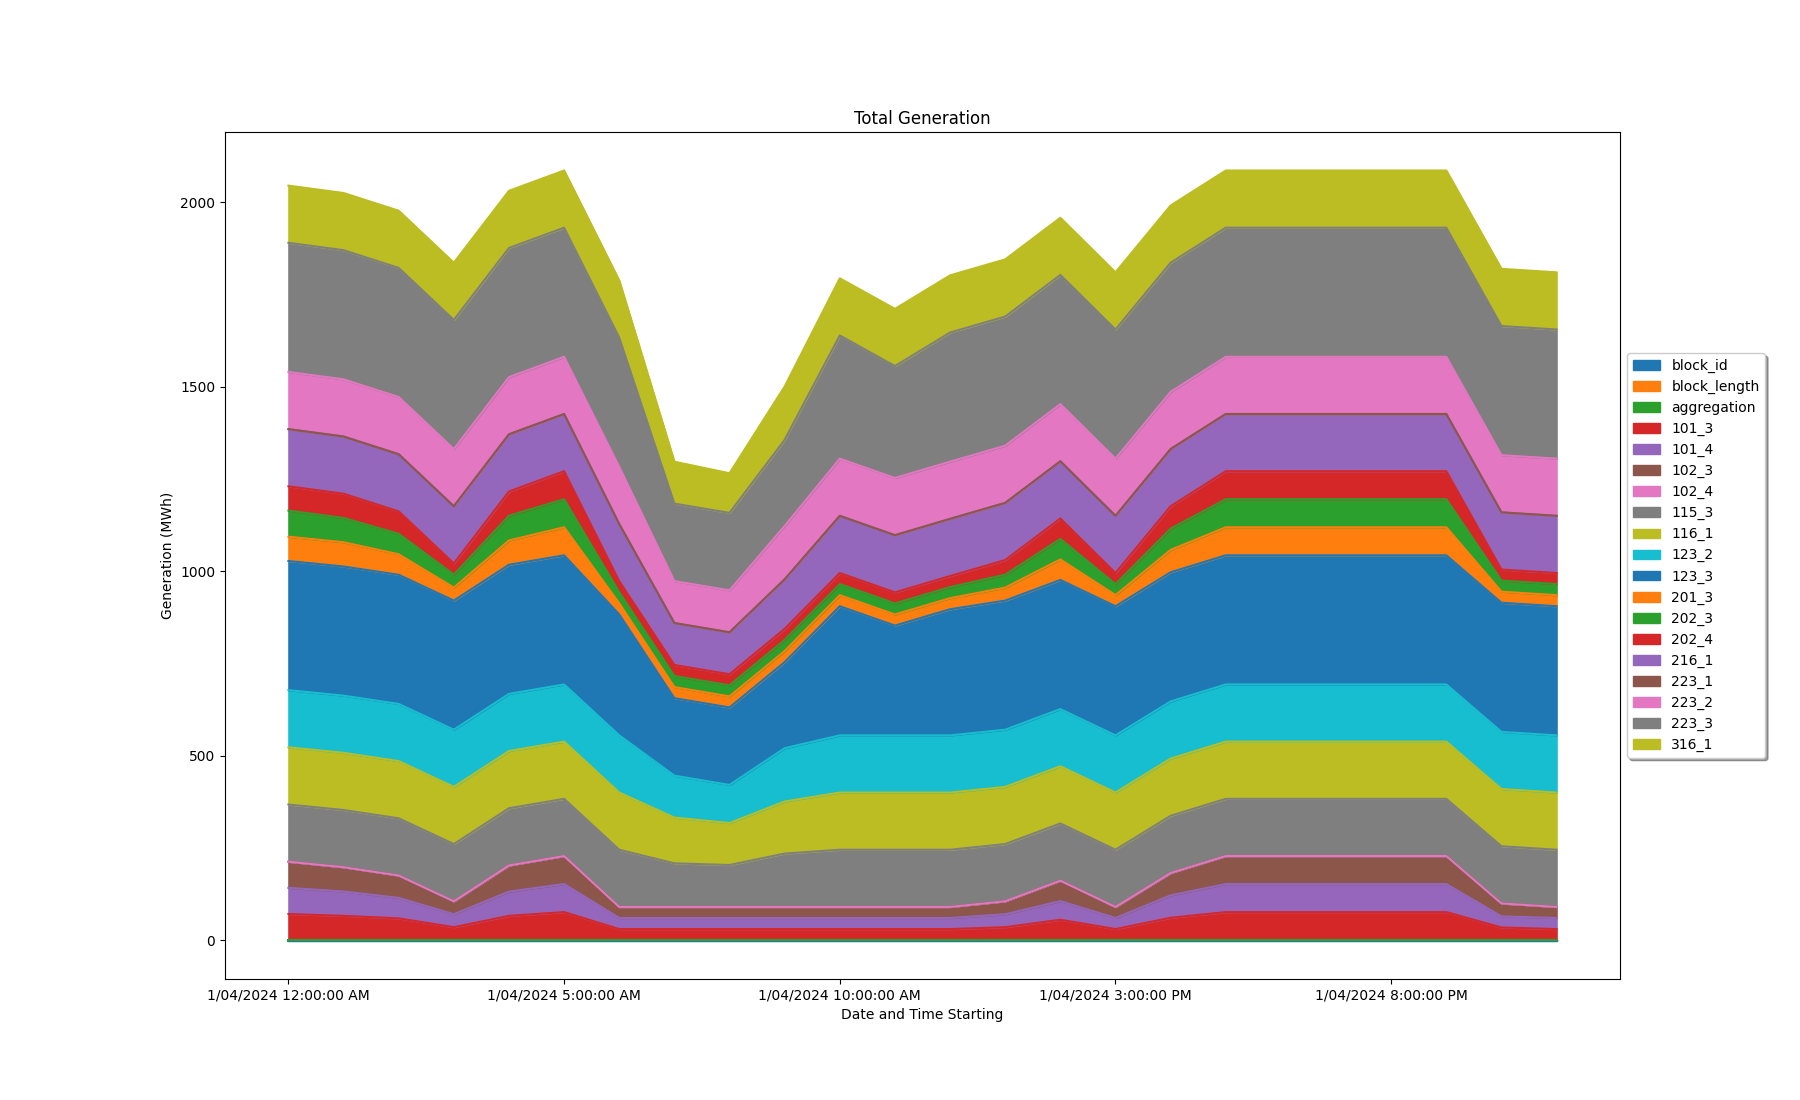 Total Generation
2000
1500
1000
500
0
Generation (MWh)
1/04/2024 12:00:00 AM
1/04/2024 5:00:00 AM
1/04/2024 10:00:00 AM
1/04/2024 3:00:00 PM
1/04/2024 8:00:00 PM
Date and Time Starting
block_id
block_length
aggregation
101_3
101_4
102_3
102_4
115_3
116_1
123_2
123_3
201_3
202_3
202_4
216_1
223_1
223_2
223_3
316_1